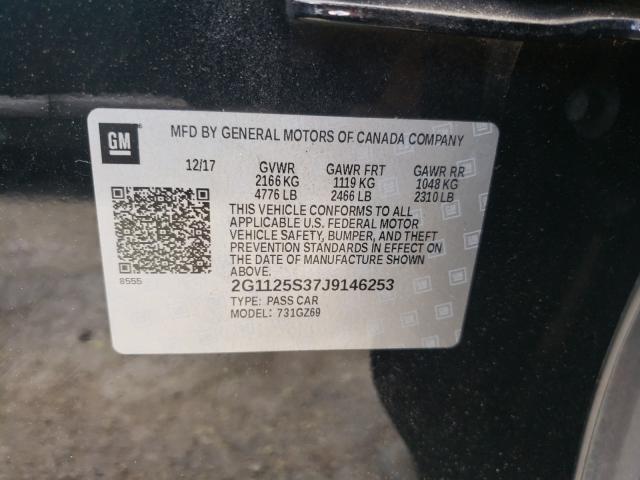 GM
MFD BY GENERAL MOTORS OF CANADA COMPANY
12/17 GVWR GAWR FRT GAWR RR
2166 KG 1119 KG 1048 KG
4776 LB 2466 LB 2310 LB
THIS VEHICLE CONFORMS TO ALL
APPLICABLE U.S. FEDERAL MOTOR
VEHICLE SAFETY, BUMPER, AND THEFT
PREVENTION STANDARDS IN EFFECT
ON DATE OF MANUFACTURE SHOWN
ABOVE.
8555
2G1125S37J9146253
TYPE: PASS CAR
MODEL: 731GZ69